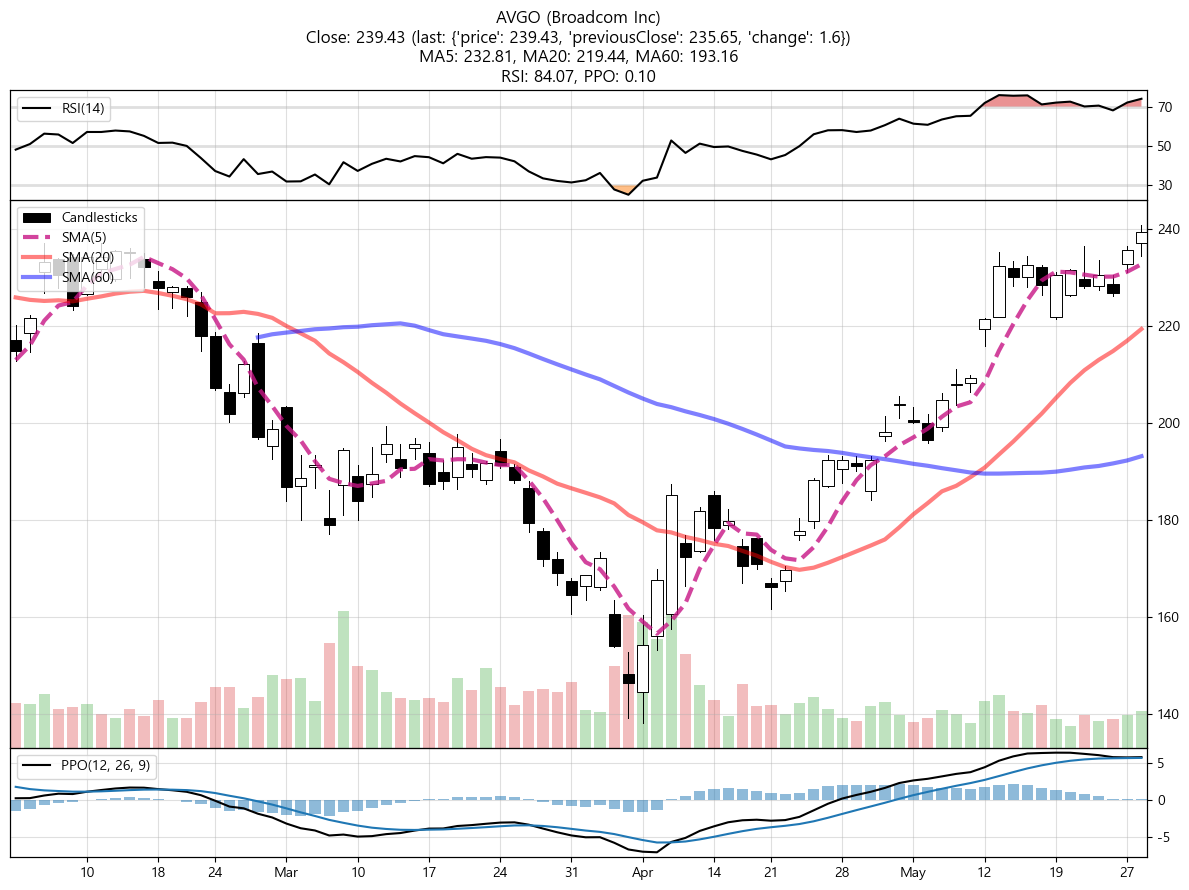 AVGO (Broadcom Inc)
Close: 239.43 (last: {'price': 239.43, 'previousClose': 235.65, 'change': 1.6})
MA5: 232.81, MA20: 219.44, MA60: 193.16
RSI: 84.07, PPO: 0.10
RSI(14)
70
50
30
Candlesticks
SMA(5)
SMA(20)
SMA(60)
240
220
200
180
160
140
PPO(12, 26, 9)
5
0
-5
10 18 24 Mar 10 17 24 31 Apr 14 21 28 May 12 19 27